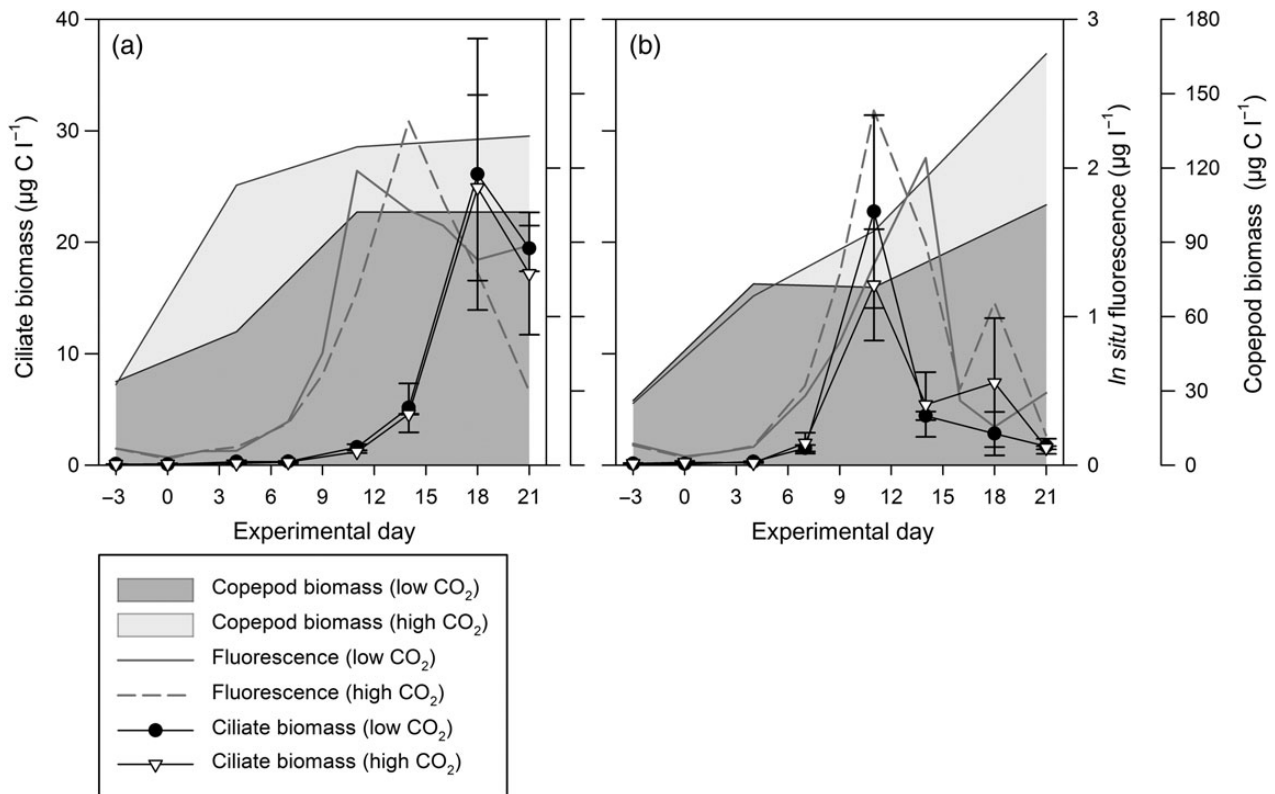 (a)
(b)
Ciliate biomass (µg C l⁻¹)
40
30
20
10
0
−3 0 3 6 9 12 15 18 21
Experimental day
−3 0 3 6 9 12 15 18 21
Experimental day
3
2
1
0
In situ fluorescence (µg l⁻¹)
180
150
120
90
60
30
0
Copepod biomass (µg C l⁻¹)
Copepod biomass (low CO₂)
Copepod biomass (high CO₂)
Fluorescence (low CO₂)
Fluorescence (high CO₂)
Ciliate biomass (low CO₂)
Ciliate biomass (high CO₂)